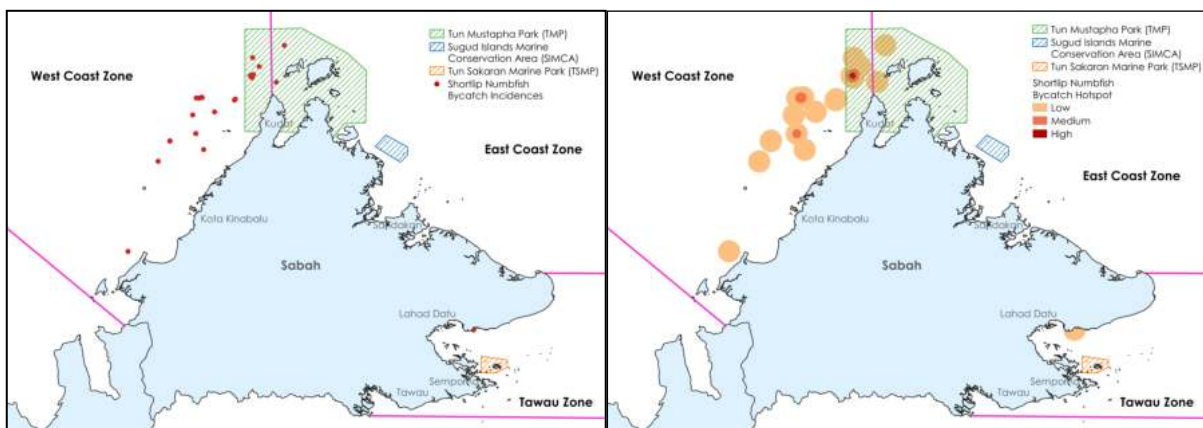 Tun Mustapha Park (TMP)
Sugud Islands Marine
Conservation Area (SIMCA)
Tun Sakaran Marine Park (TSMP)
Shortlip Numbfish
Bycatch Incidences
West Coast Zone
Kudat
East Coast Zone
Kota Kinabalu
Sandakan
Sabah
Lahad Datu
Semporna
Tawau
Tawau Zone
Tun Mustapha Park (TMP)
Sugud Islands Marine
Conservation Area (SIMCA)
Tun Sakaran Marine Park (TSMP)
Shortlip Numbfish
Bycatch Hotspot
Low
Medium
High
West Coast Zone
Kudat
East Coast Zone
Kota Kinabalu
Sandakan
Sabah
Lahad Datu
Semporna
Tawau
Tawau Zone